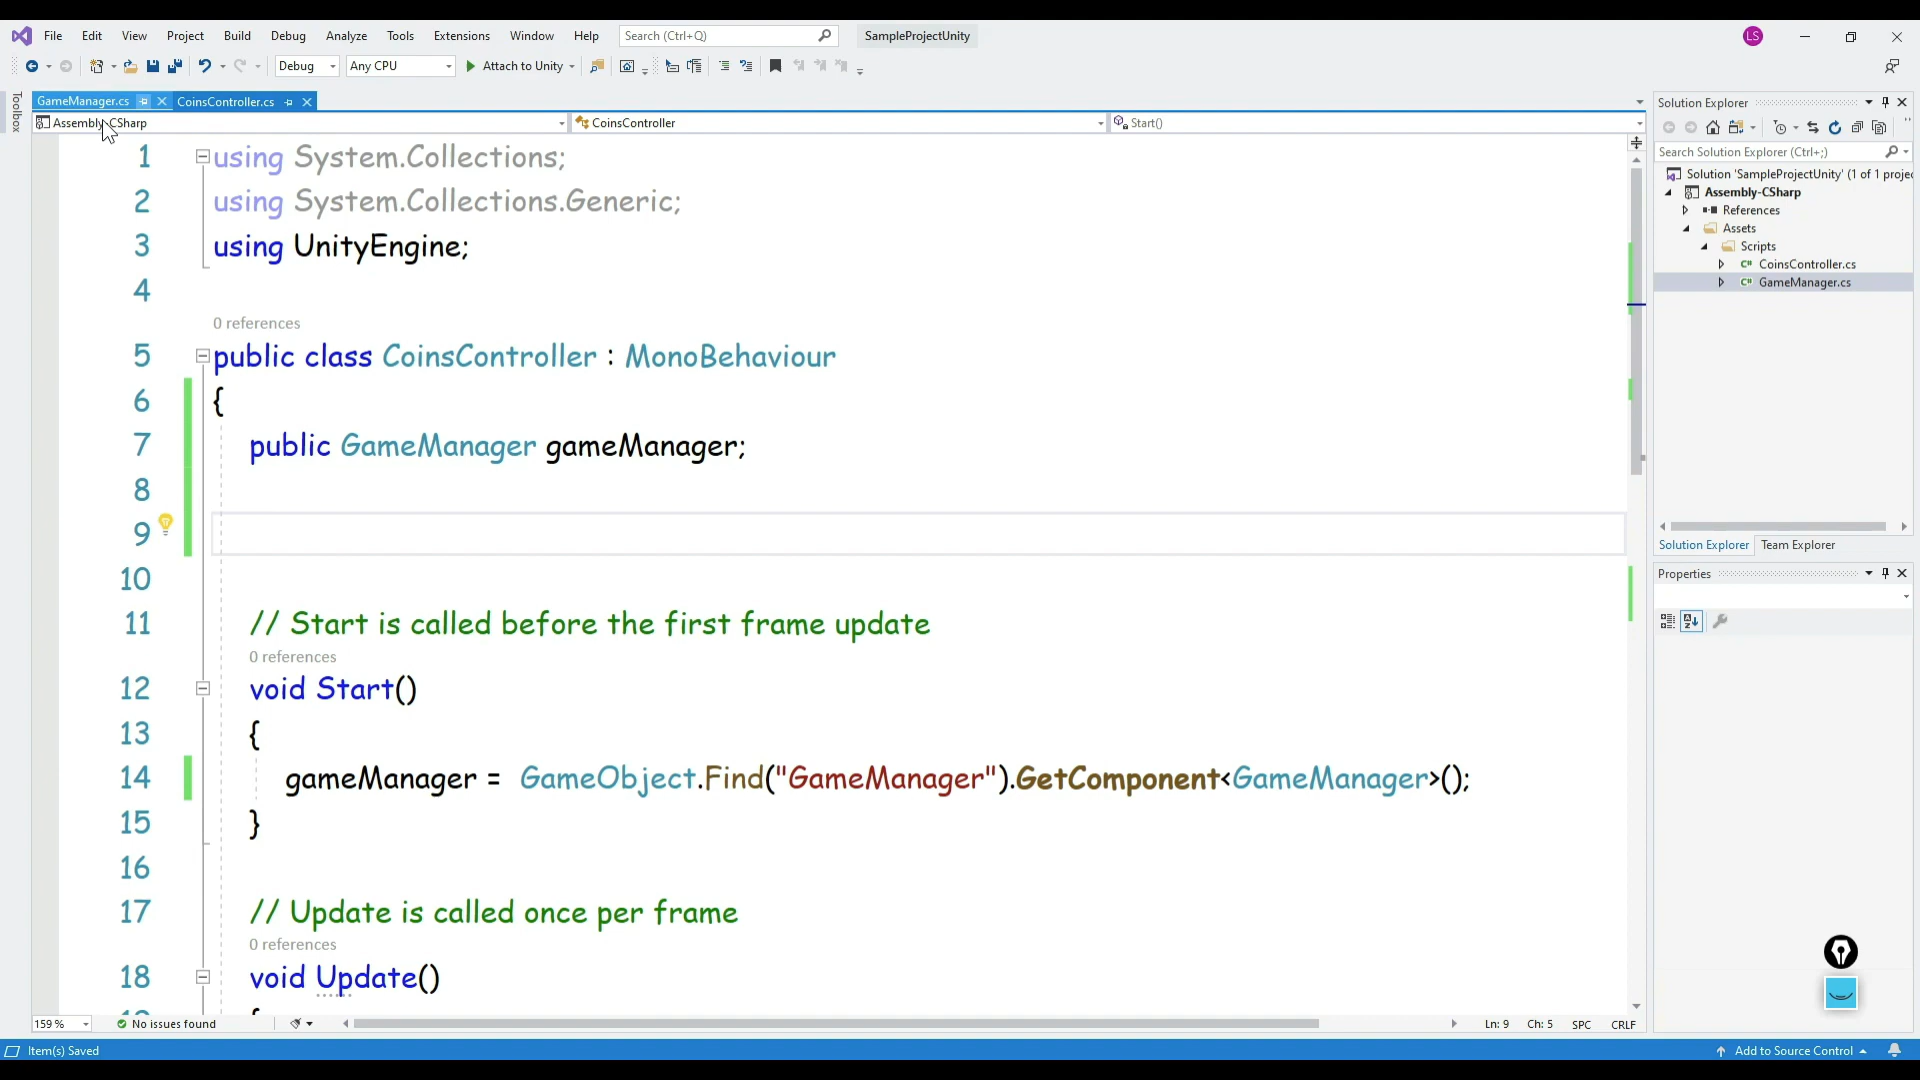 File Edit View Project Build Debug Analyze Tools Extensions Window Help Search (Ctrl+Q) SampleProjectUnity LS
Debug Any CPU Attach to Unity
Toolbox
GameManager.cs CoinsController.cs
Assembly-CSharp CoinsController Start()
1 using System.Collections;
2 using System.Collections.Generic;
3 using UnityEngine;
4
0 references
5 public class CoinsController : MonoBehaviour
6 {
7 public GameManager gameManager;
8
9
10
11 // Start is called before the first frame update
0 references
12 void Start()
13 {
14 gameManager = GameObject.Find("GameManager").GetComponent<GameManager>();
15 }
16
17 // Update is called once per frame
0 references
18 void Update()
159 % No issues found Ln: 9 Ch: 5 SPC CRLF
Item(s) Saved Add to Source Control
Solution Explorer
Search Solution Explorer (Ctrl+;)
Solution 'SampleProjectUnity' (1 of 1 projec
Assembly-CSharp
References
Assets
Scripts
C# CoinsController.cs
C# GameManager.cs
Solution Explorer Team Explorer
Properties